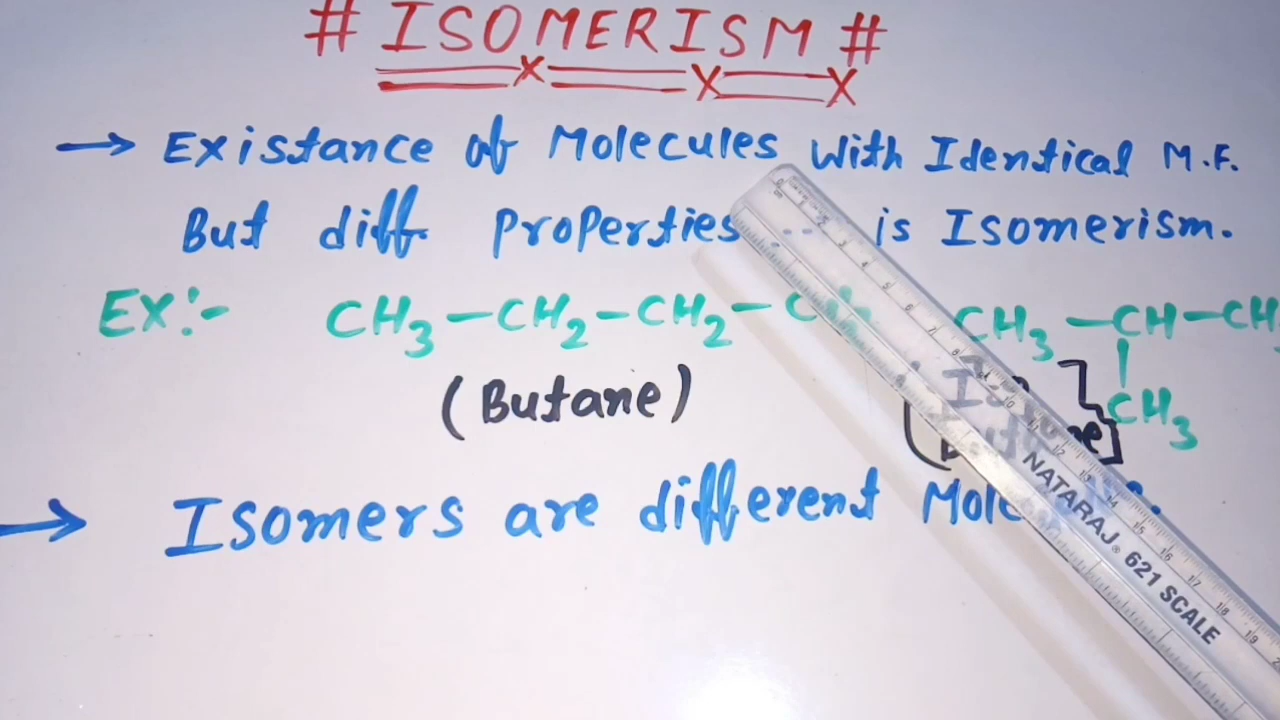 # ISOMERISM #
→ Existance of Molecules With Identical M.F.
But diff. Properties is Isomerism.
EX:- CH3-CH2-CH2- CH3-CH-CH
CH3
(Butane)
→ Isomers are different
NATARAJ® 621 SCALE